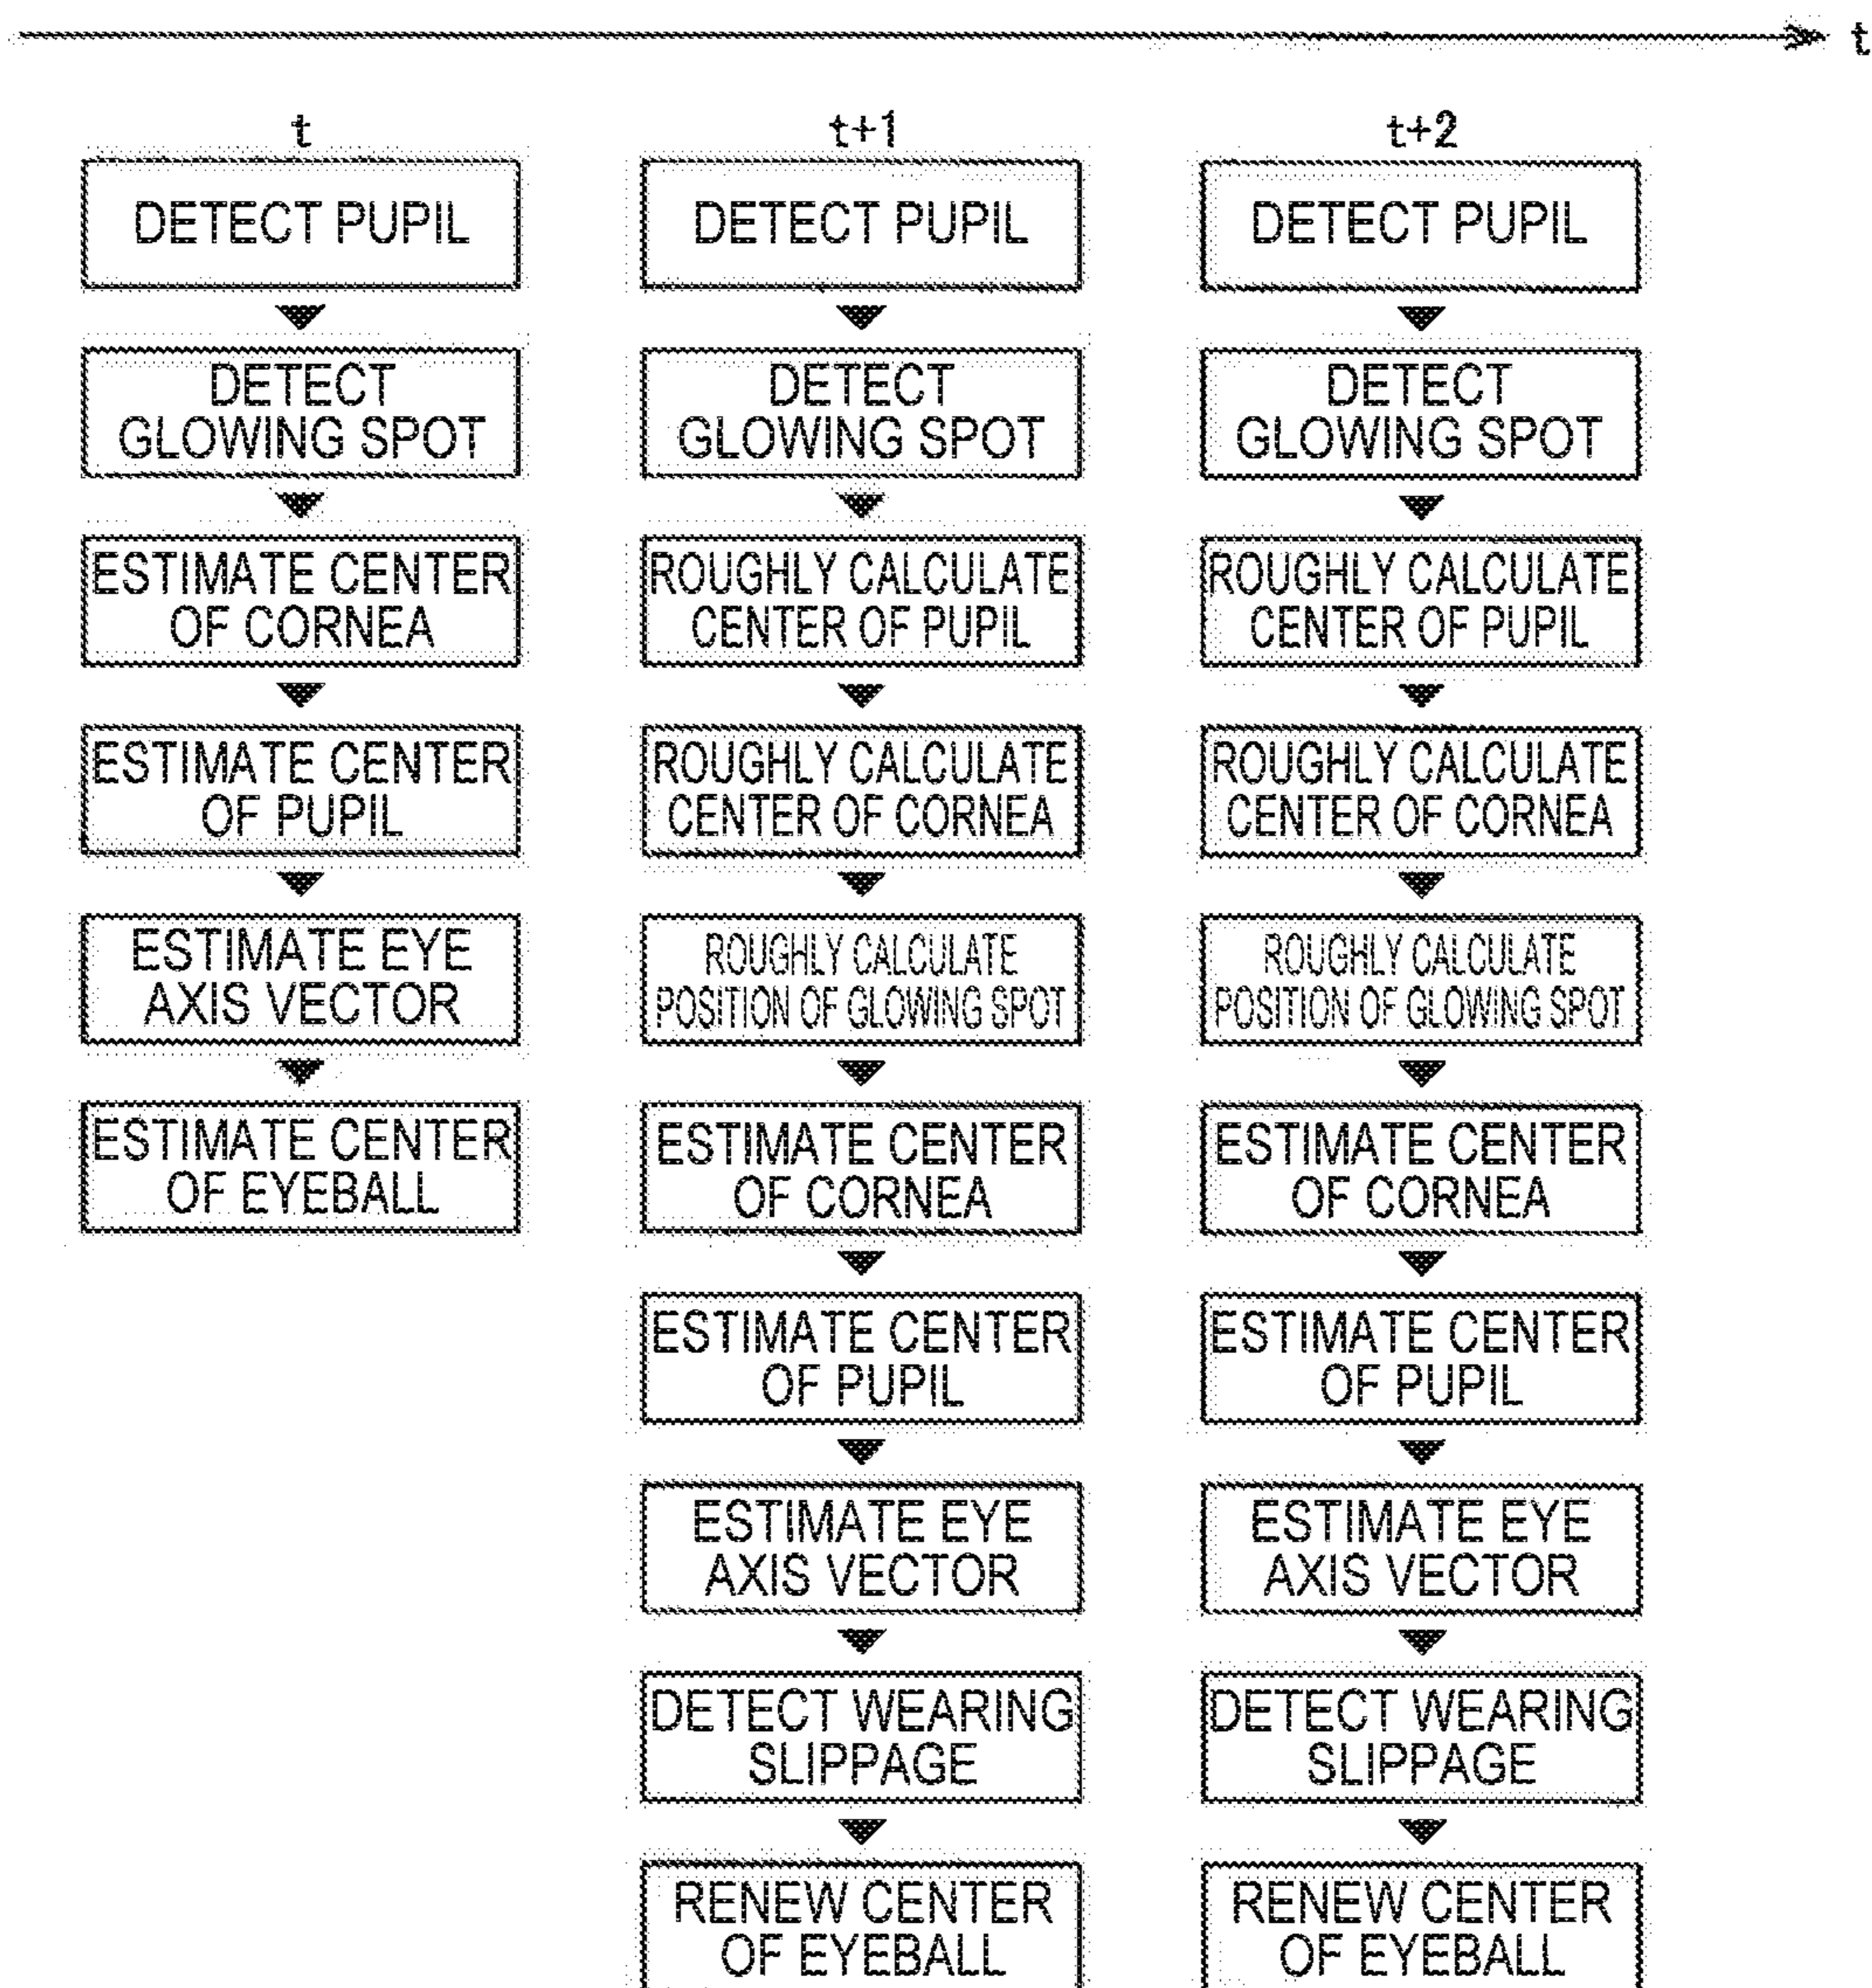 t
t
DETECT PUPIL
DETECT
GLOWING SPOT
ESTIMATE CENTER
OF CORNEA
ESTIMATE CENTER
OF PUPIL
ESTIMATE EYE
AXIS VECTOR
ESTIMATE CENTER
OF EYEBALL
t+1
DETECT PUPIL
DETECT
GLOWING SPOT
ROUGHLY CALCULATE
CENTER OF PUPIL
ROUGHLY CALCULATE
CENTER OF CORNEA
ROUGHLY CALCULATE
POSITION OF GLOWING SPOT
ESTIMATE CENTER
OF CORNEA
ESTIMATE CENTER
OF PUPIL
ESTIMATE EYE
AXIS VECTOR
DETECT WEARING
SLIPPAGE
RENEW CENTER
OF EYEBALL
t+2
DETECT PUPIL
DETECT
GLOWING SPOT
ROUGHLY CALCULATE
CENTER OF PUPIL
ROUGHLY CALCULATE
CENTER OF CORNEA
ROUGHLY CALCULATE
POSITION OF GLOWING SPOT
ESTIMATE CENTER
OF CORNEA
ESTIMATE CENTER
OF PUPIL
ESTIMATE EYE
AXIS VECTOR
DETECT WEARING
SLIPPAGE
RENEW CENTER
OF EYEBALL